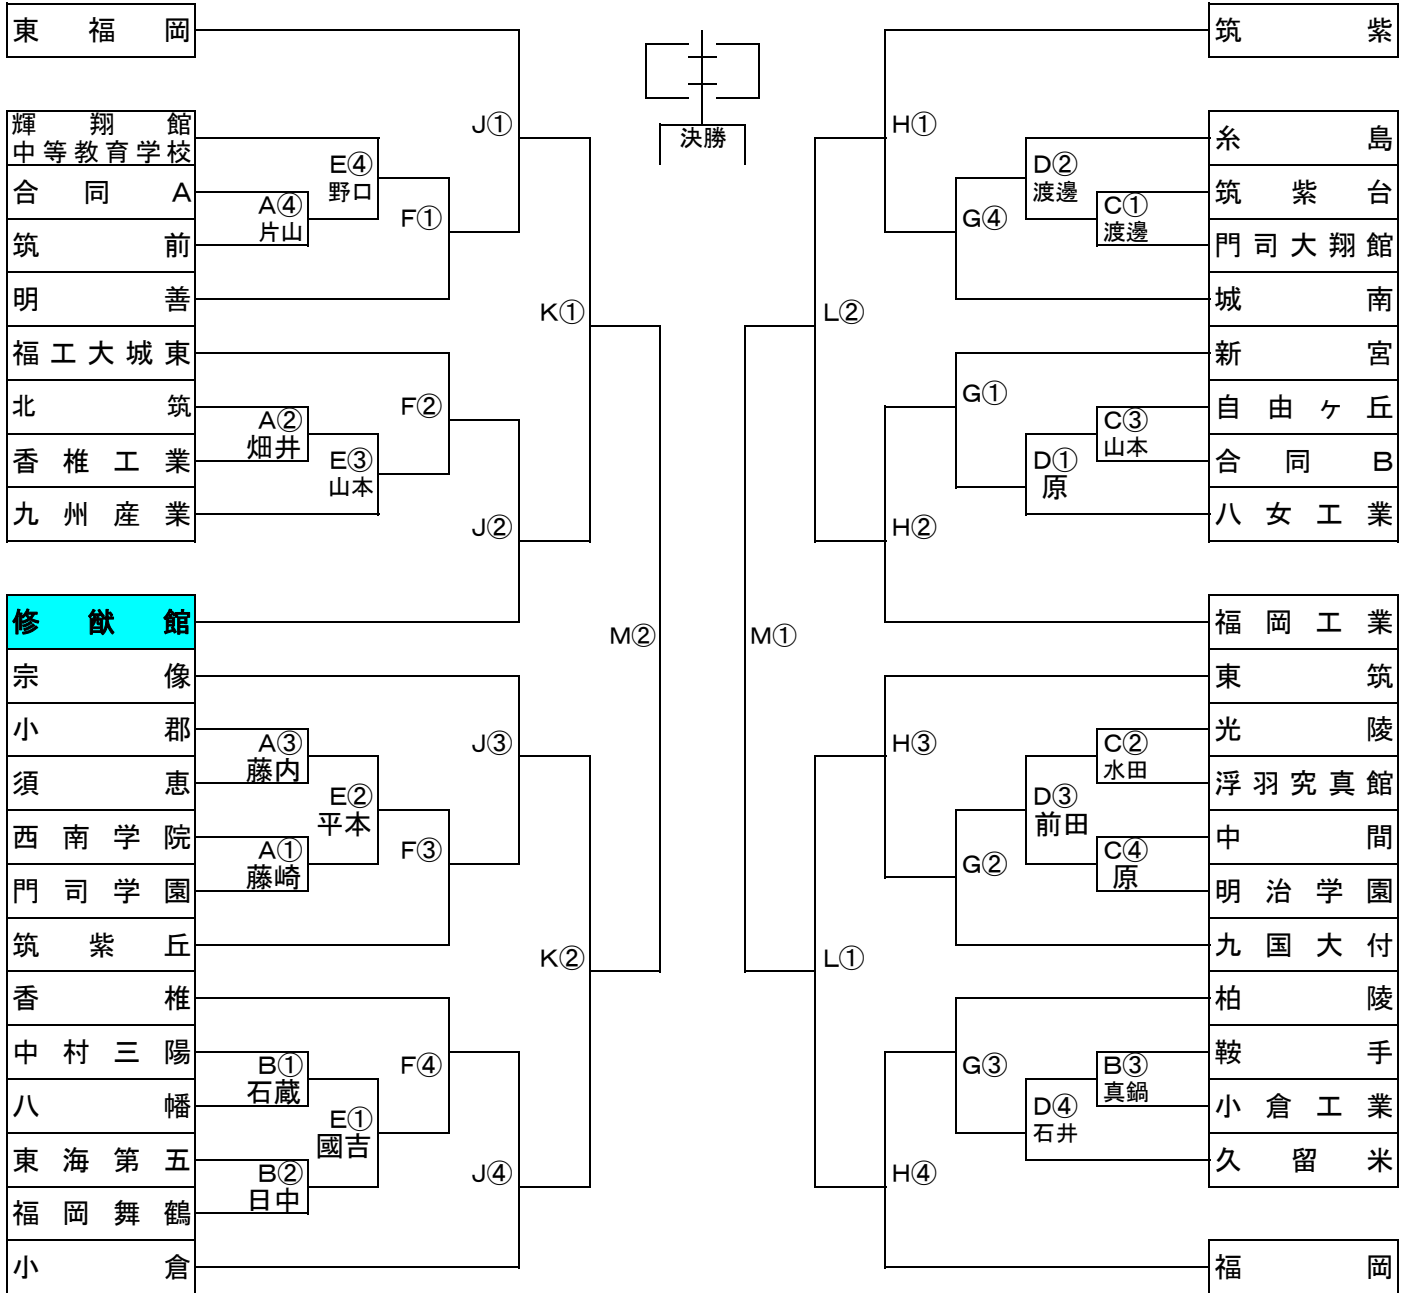 東福岡
輝翔館
中等教育学校
合同A
筑前
明善
福工大城東
北筑
香椎工業
九州産業
修猷館
宗像
小郡
須恵
西南学院
門司学園
筑紫丘
香椎
中村三陽
八幡
東海第五
福岡舞鶴
小倉
A④
片山
A②
畑井
A③
藤内
A①
藤崎
B①
石蔵
B②
日中
E④
野口
E③
山本
E②
平本
E①
國吉
F①
F②
F③
F④
J①
J②
J③
J④
K①
K②
M②
決勝
M①
L②
L①
H①
H②
H③
H④
G④
G①
G②
G③
D②
渡邊
D①
原
D③
前田
D④
石井
C①
渡邊
C③
山本
C②
水田
C④
原
B③
真鍋
筑紫
糸島
筑紫台
門司大翔館
城南
新宮
自由ヶ丘
合同B
八女工業
福岡工業
東筑
光陵
浮羽究真館
中間
明治学園
九国大付
柏陵
鞍手
小倉工業
久留米
福岡